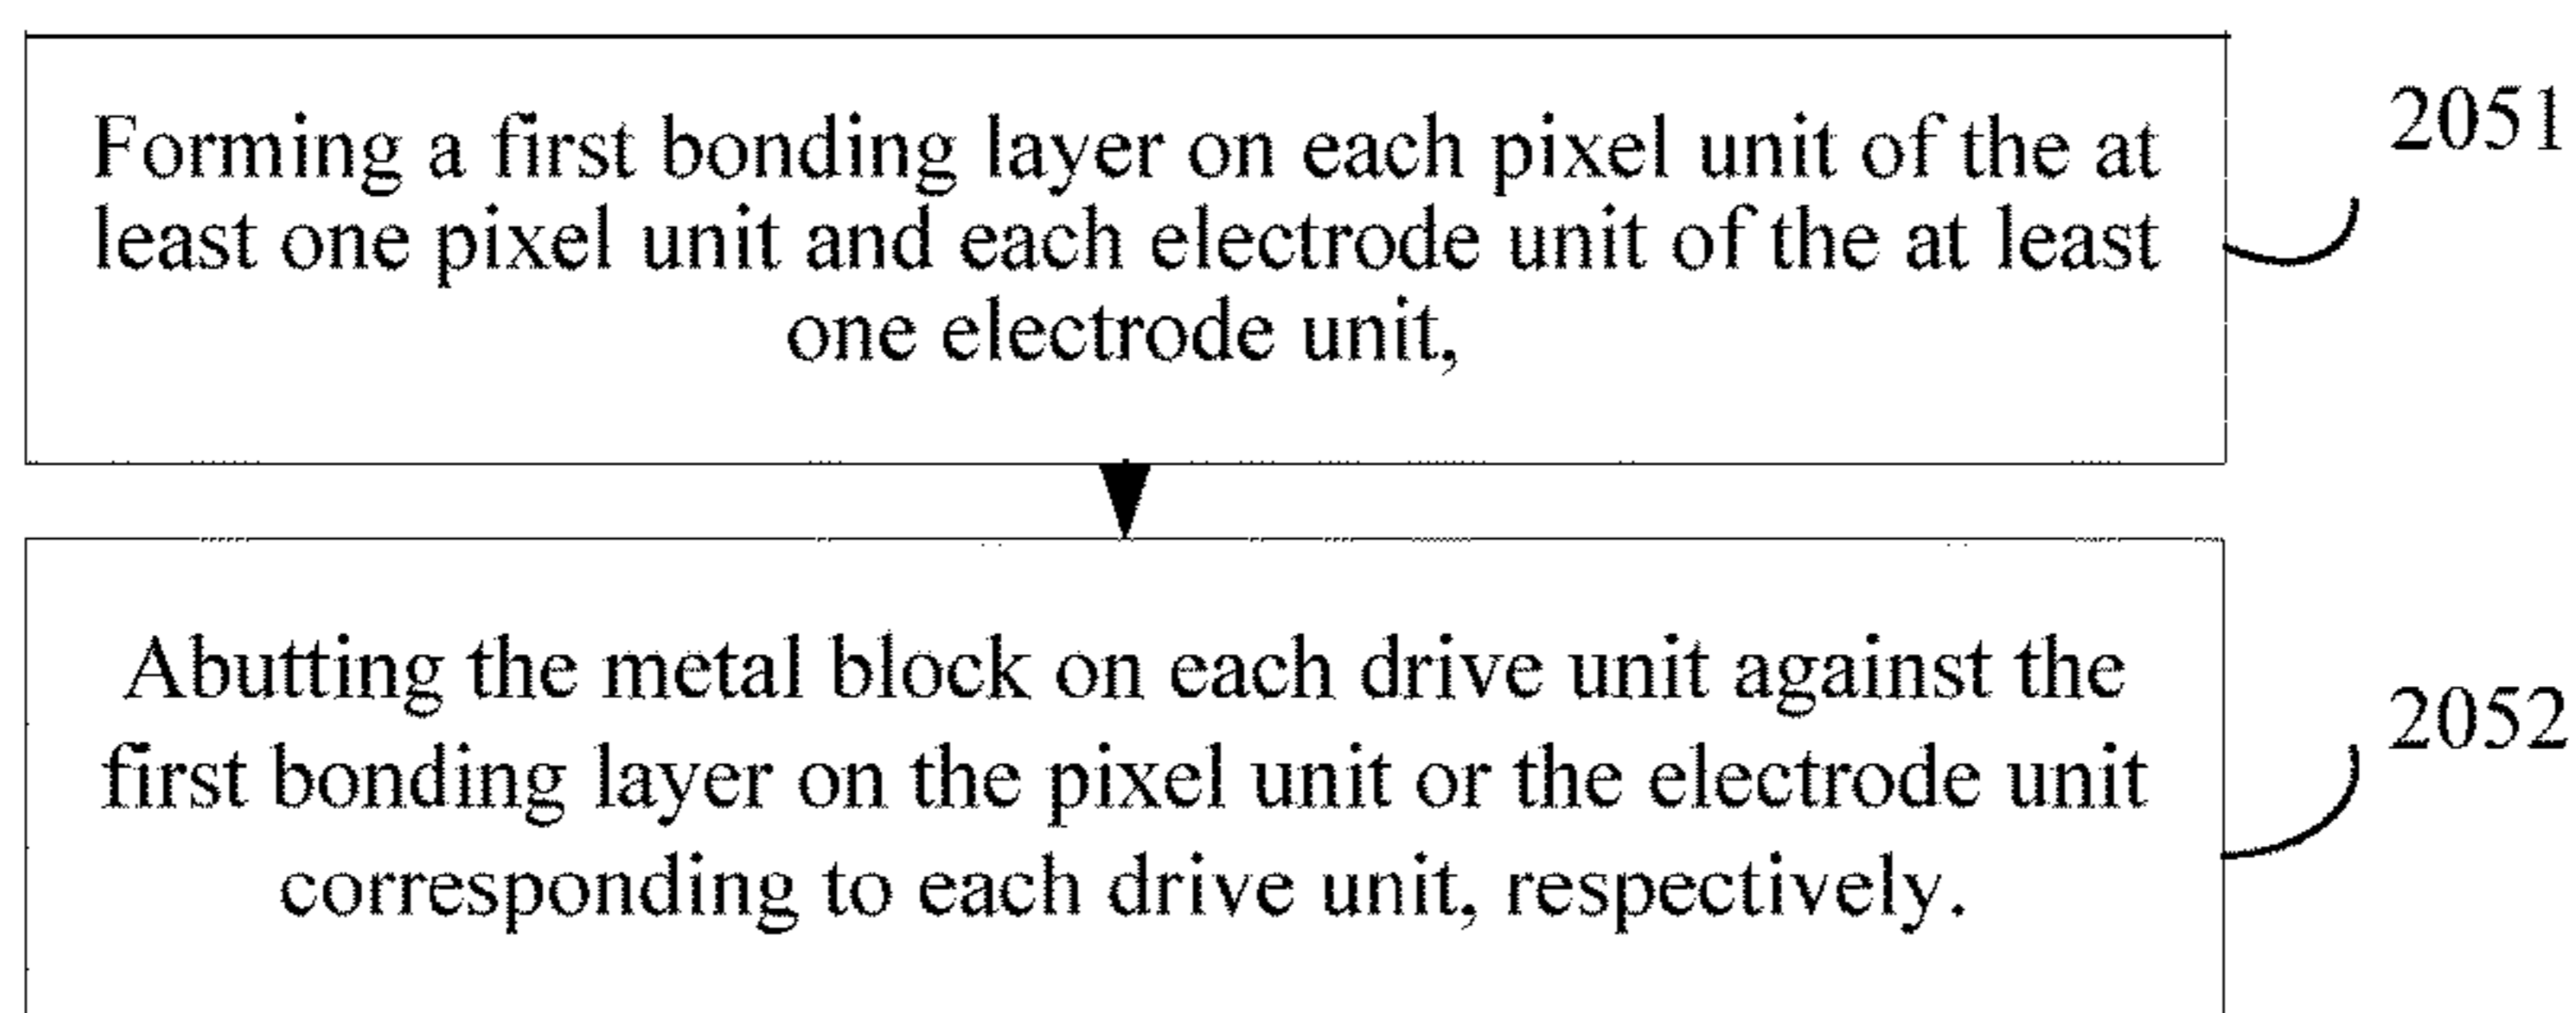 Forming a first bonding layer on each pixel unit of the at
least one pixel unit and each electrode unit of the at least
one electrode unit,
2051
Abutting the metal block on each drive unit against the
first bonding layer on the pixel unit or the electrode unit
corresponding to each drive unit, respectively.
2052